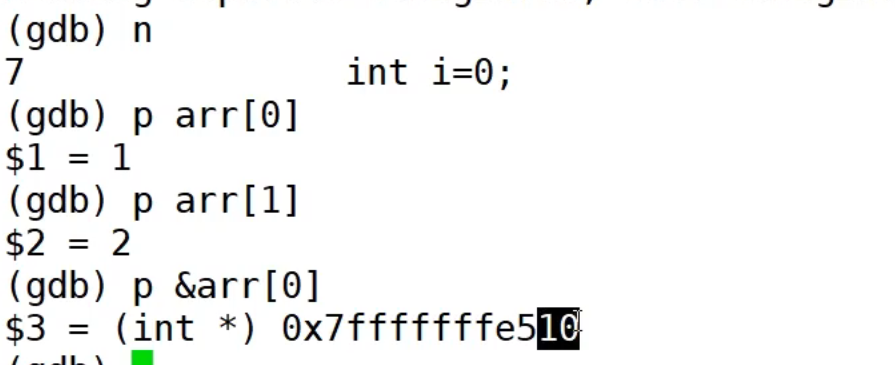 (gdb) n
7 int i=0;
(gdb) p arr[0]
$1 = 1
(gdb) p arr[1]
$2 = 2
(gdb) p &arr[0]
$3 = (int *) 0x7fffffffe510
(gdb)